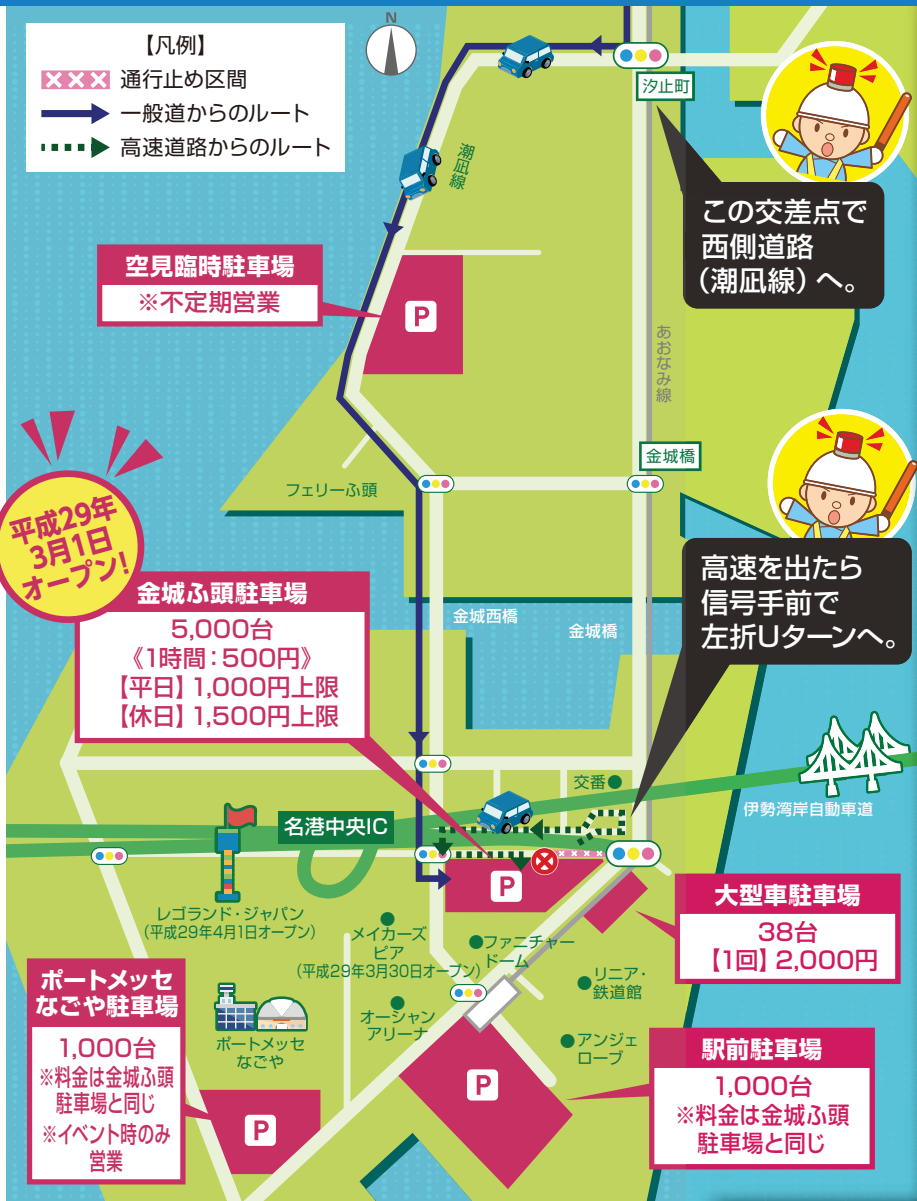 【凡例】
通行止め区間
一般道からのルート
高速道路からのルート
N
汐止町
潮凪線
この交差点で
西側道路
(潮凪線)へ。
空見臨時駐車場
※不定期営業
P
あおなみ線
金城橋
フェリーふ頭
平成29年
3月1日
オープン!
高速を出たら
信号手前で
左折Uターンへ。
金城ふ頭駐車場
5,000台
《1時間:500円》
【平日】1,000円上限
【休日】1,500円上限
金城西橋
金城橋
交番
伊勢湾岸自動車道
名港中央IC
P
レゴランド・ジャパン
(平成29年4月1日オープン)
メイカーズ
ピア
(平成29年3月30日オープン)
ファニチャー
ドーム
大型車駐車場
38台
【1回】2,000円
リニア・
鉄道館
オーシャン
アリーナ
アンジェ
ローブ
ポートメッセ
なごや
ポートメッセ
なごや駐車場
1,000台
※料金は金城ふ頭
駐車場と同じ
※イベント時のみ
営業
P
P
駅前駐車場
1,000台
※料金は金城ふ頭
駐車場と同じ